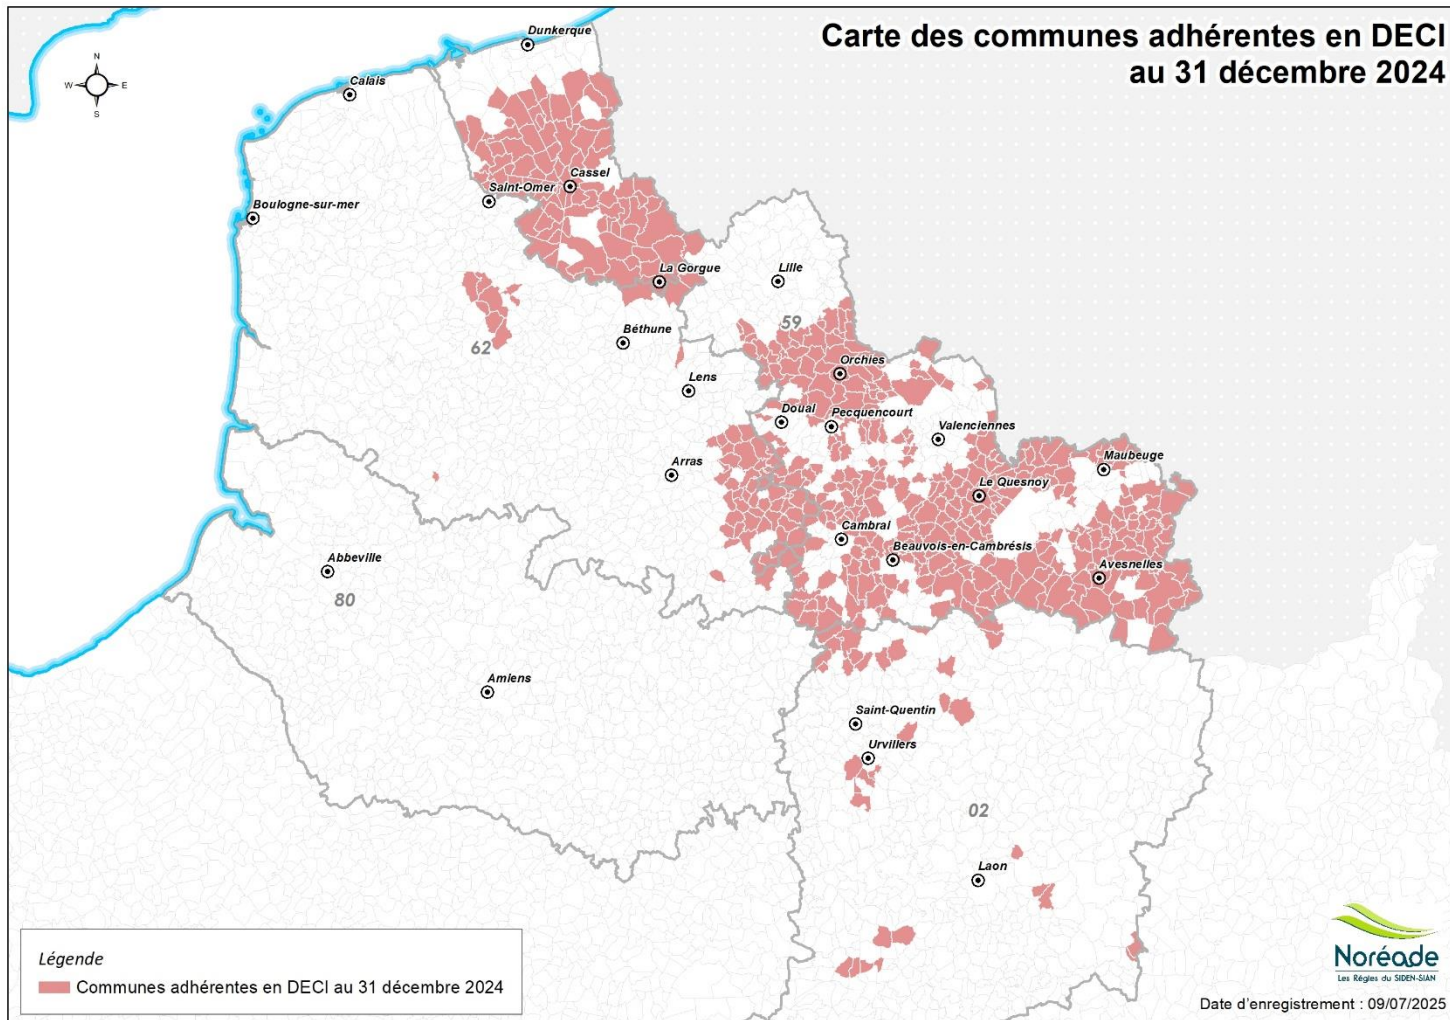 Carte des communes adhérentes en DECI
au 31 décembre 2024
N
W
E
S
Dunkerque
Calais
Cassel
Saint-Omer
Boulogne-sur-mer
La Gorgue
Lille
59
Béthune
62
Orchies
Lens
Douai
Pecquencourt
Valenciennes
Maubeuge
Arras
Le Quesnoy
Cambrai
Beauvois-en-Cambrésis
Abbeville
Avesnelles
80
Amiens
Saint-Quentin
Urvillers
02
Laon
Légende
Communes adhérentes en DECI au 31 décembre 2024
Noréade
Les Régies du SIDEN-SIAN
Date d'enregistrement : 09/07/2025